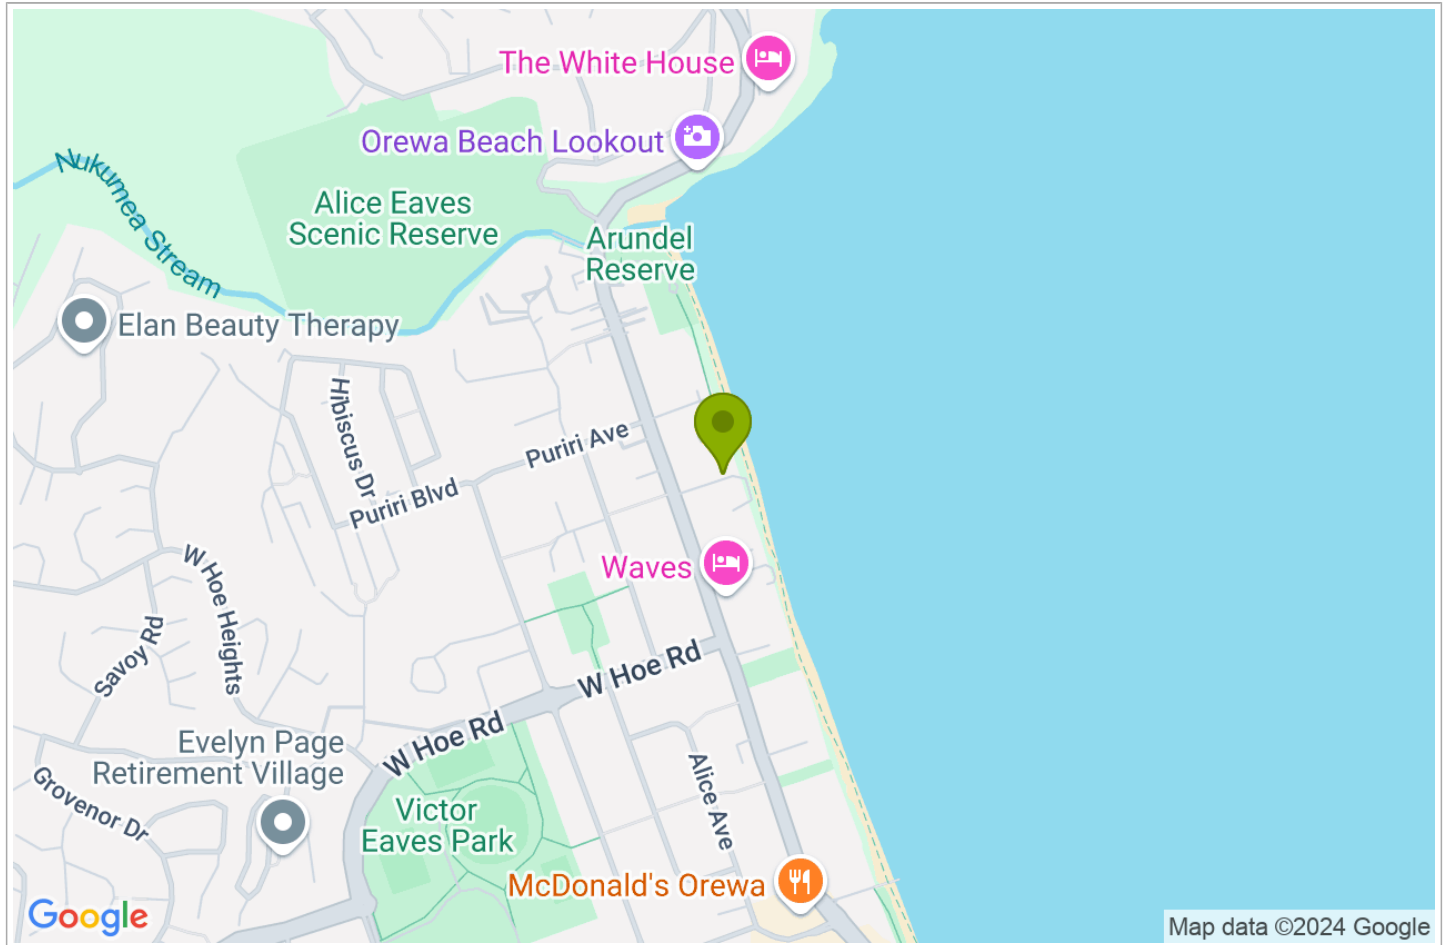 The White House
Orewa Beach Lookout
Nukumea Stream
Alice Eaves
Scenic Reserve
Arundel
Reserve
Elan Beauty Therapy
Hibiscus Dr
Puriri Ave
Puriri Blvd
W Hoe Heights
Waves
Savoy Rd
W Hoe Rd
W Hoe Rd
Evelyn Page
Retirement Village
Grovenor Dr
Alice Ave
Victor
Eaves Park
McDonald's Orewa
Google
Map data ©2024 Google